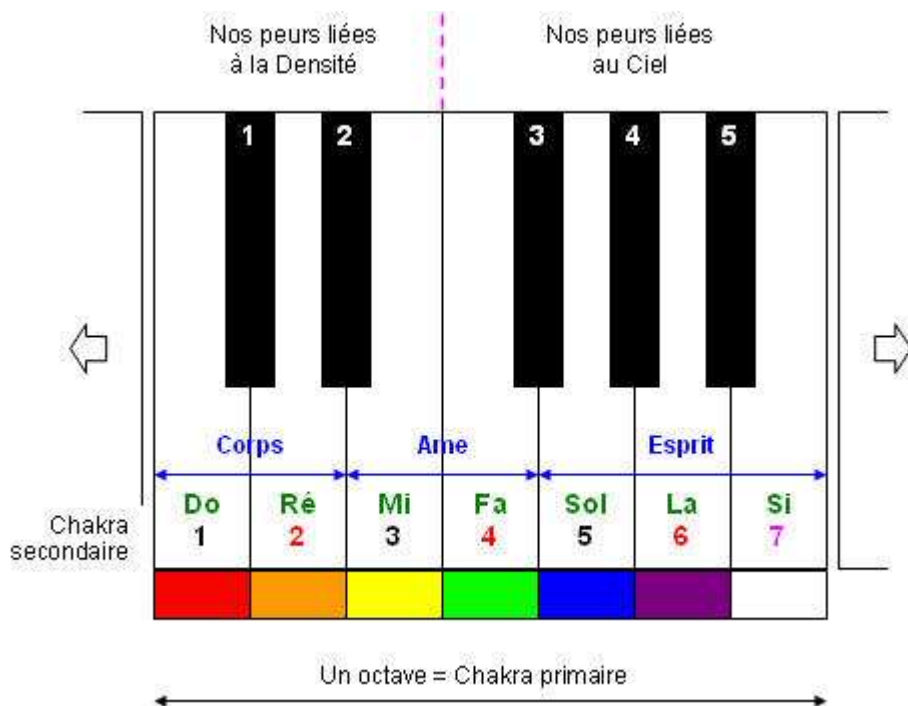 Nos peurs liées
à la Densité
Nos peurs liées
au Ciel
1 2 3 4 5
Corps Ame Esprit
Do Ré Mi Fa Sol La Si
Chakra
secondaire
1 2 3 4 5 6 7
Un octave = Chakra primaire